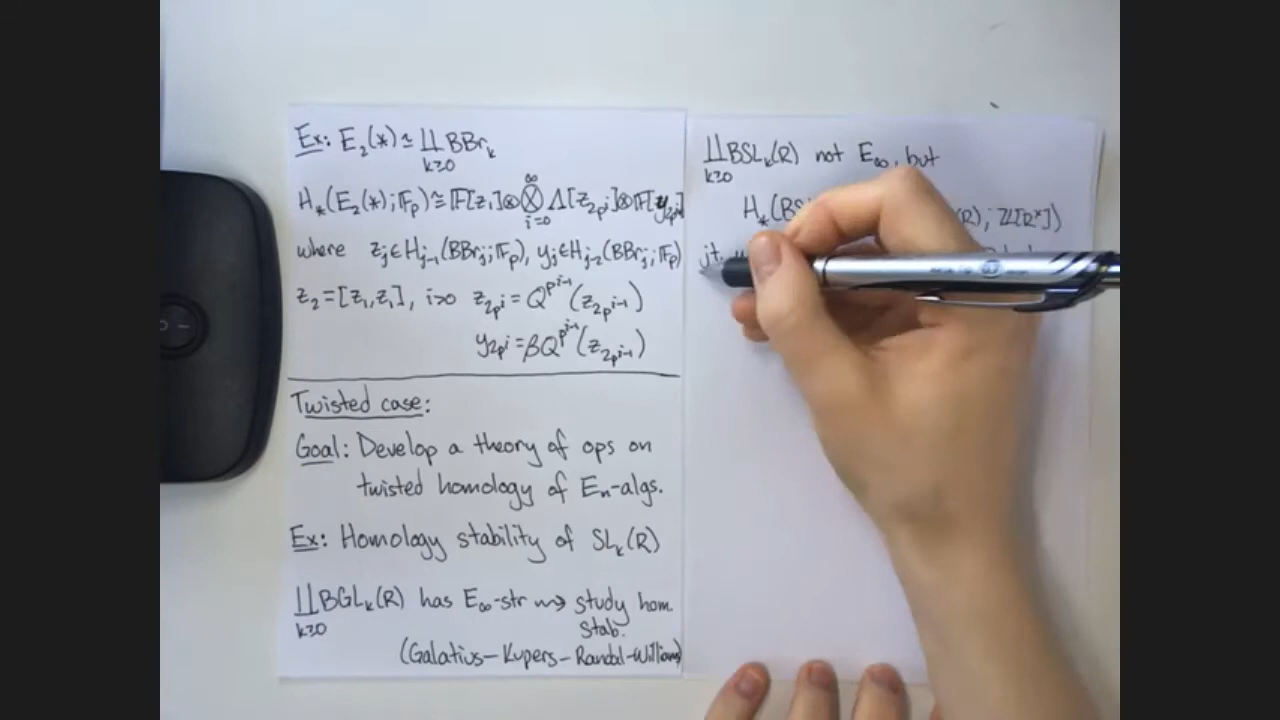 Ex: E₂(*) ≃ ∐ BBr_k
k≥0
H_*(E₂(*); 𝔽_p) ≅ 𝔽[z₁] ⊗ ⨂_{i=0}^∞ Λ[z_{2p^i}] ⊗ 𝔽[y_{2p^i}]
where z_j ∈ H_{j-1}(BBr_j; 𝔽_p), y_j ∈ H_{j-2}(BBr_j; 𝔽_p)
z₂ = [z₁, z₁], i>0 z_{2p^i} = Q^{p^{i-1}}(z_{2p^{i-1}})
y_{2p^i} = βQ^{p^{i-1}}(z_{2p^{i-1}})
Twisted case:
Goal: Develop a theory of ops on
twisted homology of E_n-algs.
Ex: Homology stability of SL_k(R)
∐ BGL_k(R) has E_∞-str ⇝ study hom.
k≥0
stab.
(Galatius–Kupers–Randal-Williams)
∐ BSL_k(R) not E_∞, but
k≥0
H_*(BS (R); ℤ[R^×])
jt.